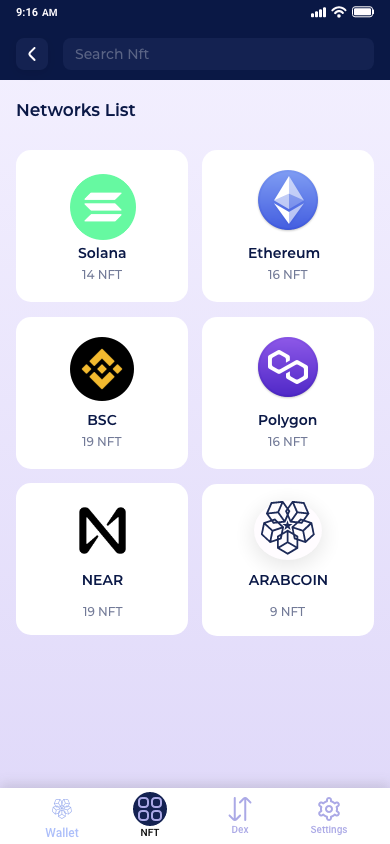 9:16 AM
Search Nft
Networks List
Solana
14 NFT
Ethereum
16 NFT
BSC
19 NFT
Polygon
16 NFT
NEAR
19 NFT
ARABCOIN
9 NFT
Wallet
NFT
Dex
Settings